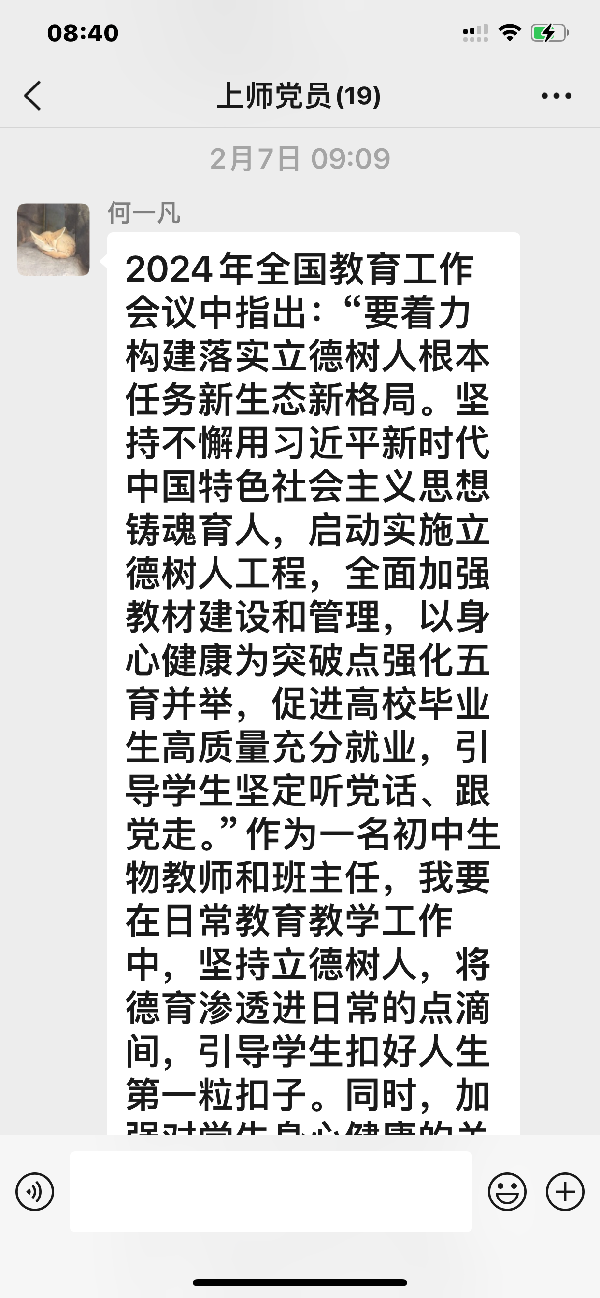 08:40
上师党员(19)
2月7日 09:09
何一凡
2024年全国教育工作
会议中指出：“要着力
构建落实立德树人根本
任务新生态新格局。坚
持不懈用习近平新时代
中国特色社会主义思想
铸魂育人，启动实施立
德树人工程，全面加强
教材建设和管理，以身
心健康为突破点强化五
育并举，促进高校毕业
生高质量充分就业，引
导学生坚定听党话、跟
党走。”作为一名初中生
物教师和班主任，我要
在日常教育教学工作
中，坚持立德树人，将
德育渗透进日常的点滴
间，引导学生扣好人生
第一粒扣子。同时，加
强对学生身心健康的关